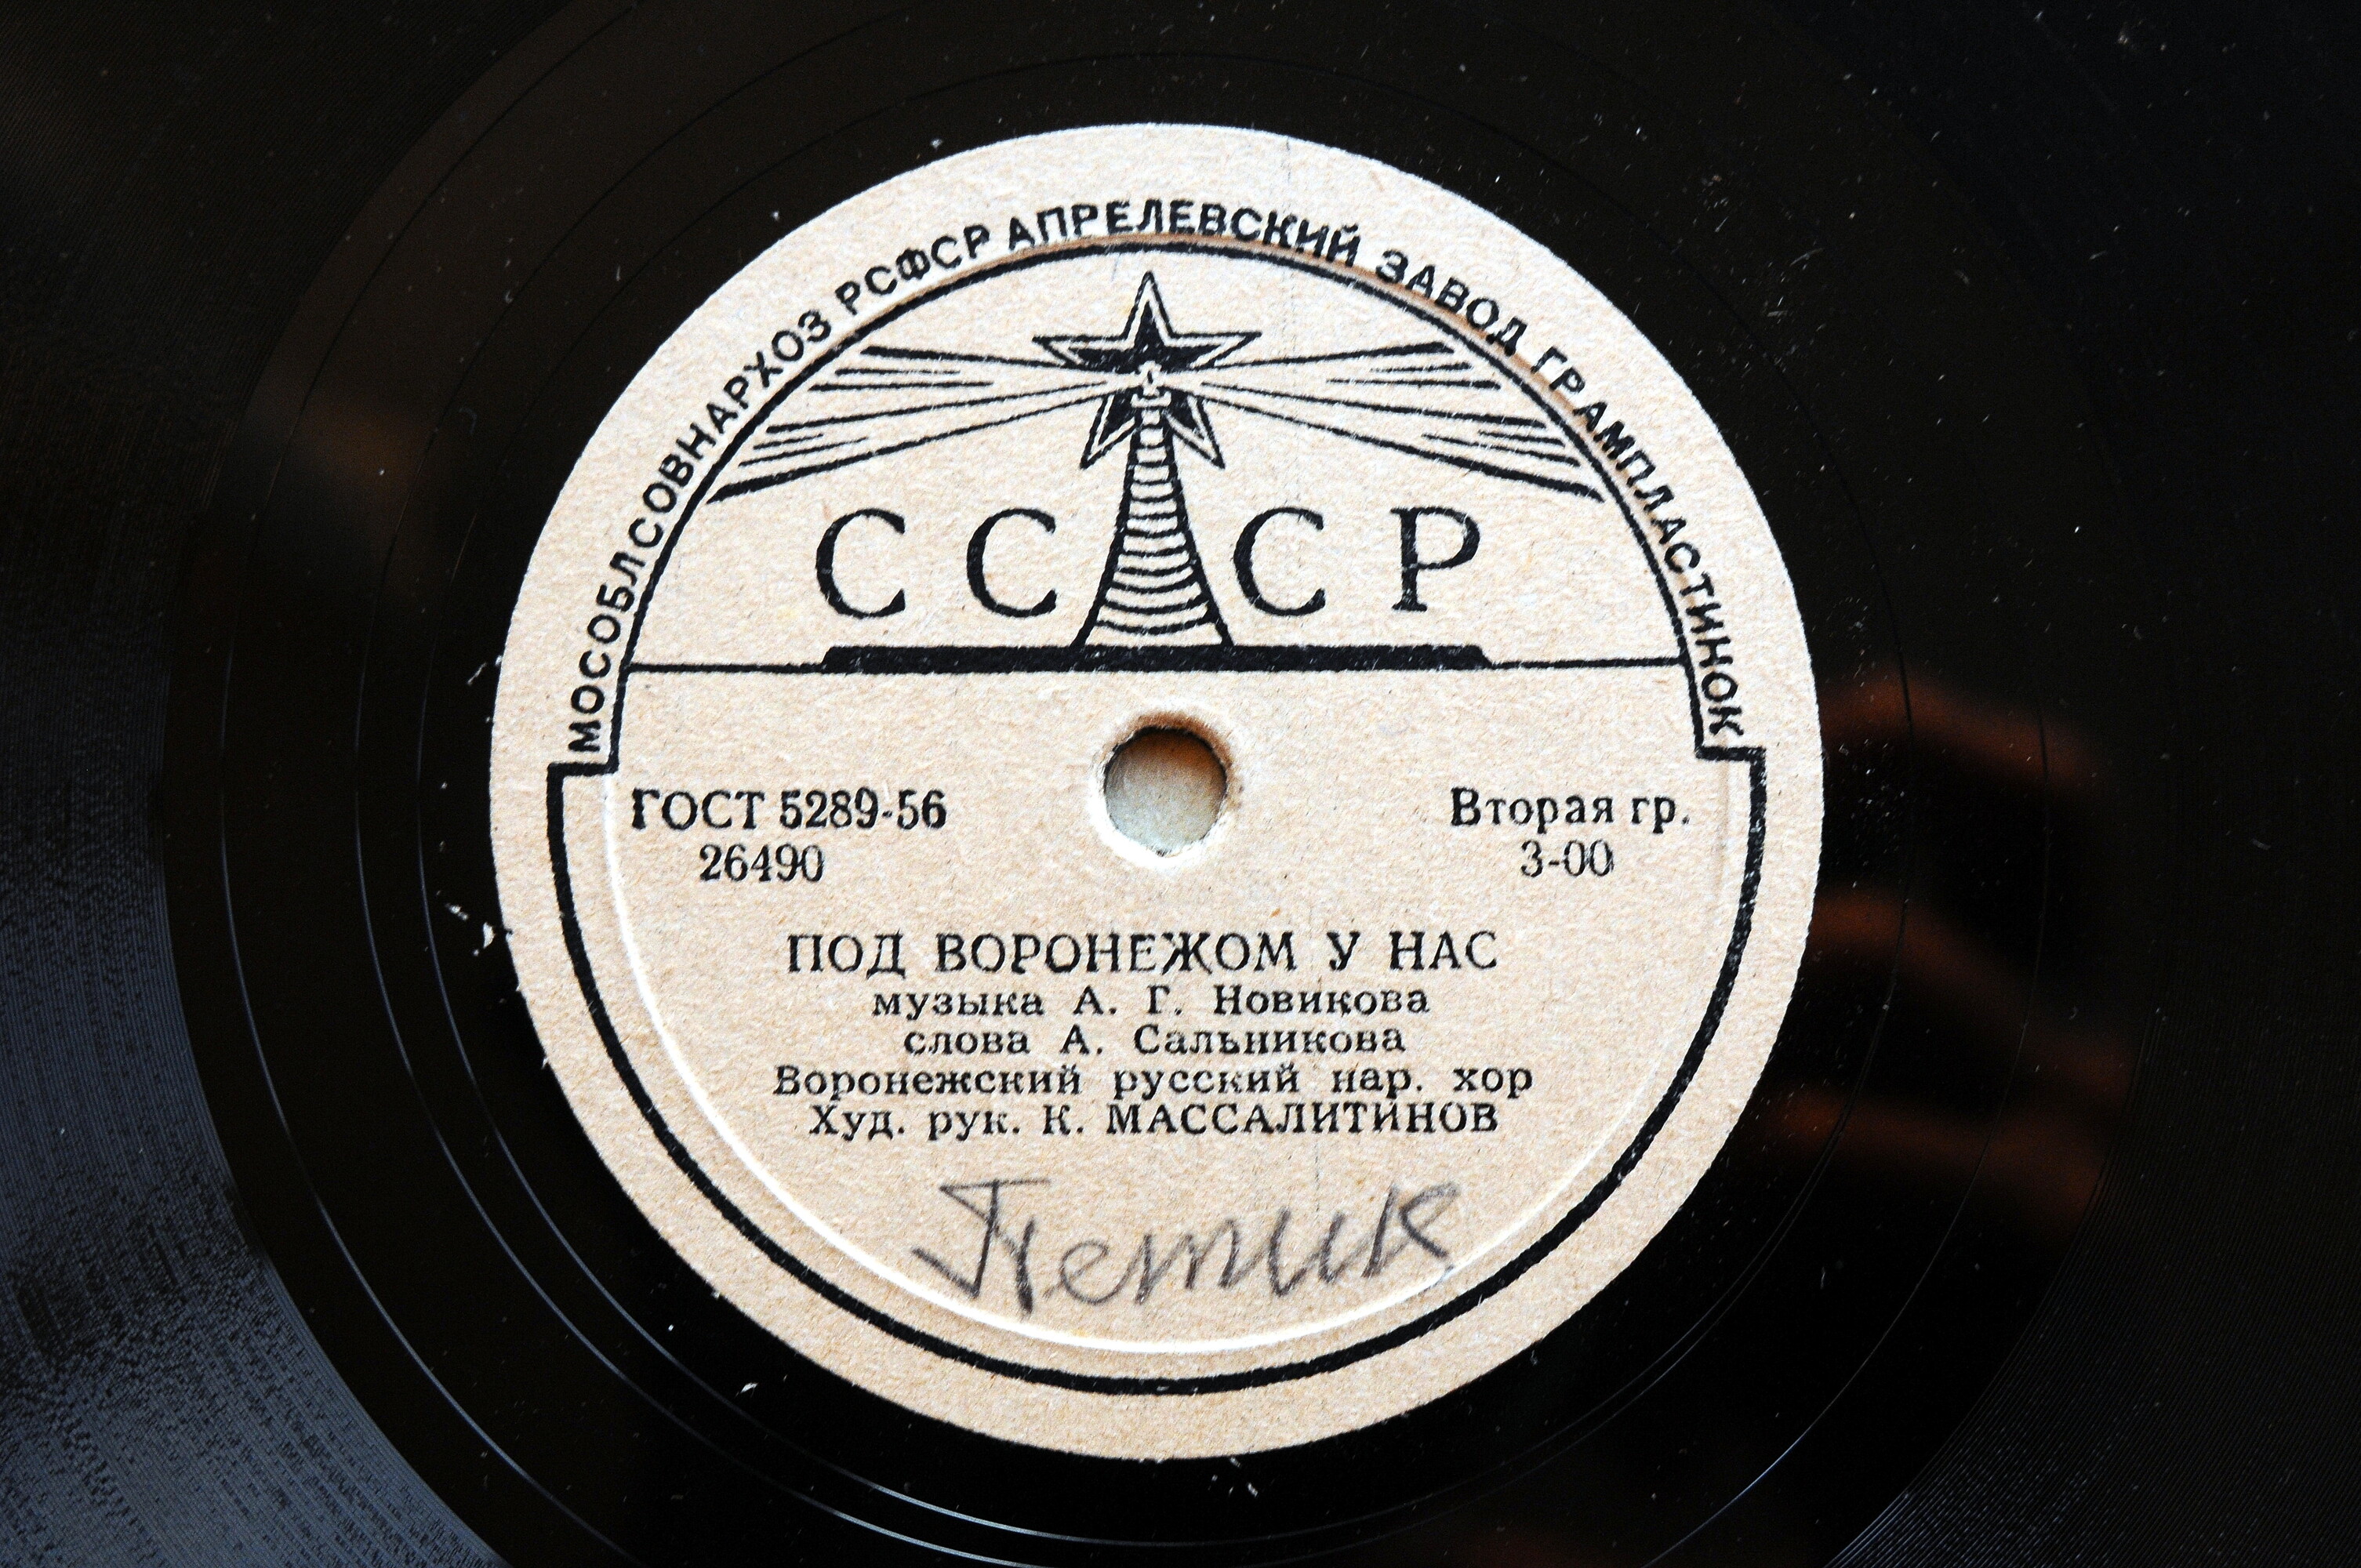 МОСОБЛСОВНАРХОЗ РСФСР АПРЕЛЕВСКИЙ ЗАВОД ГРАМПЛАСТИНОК
СССР
ГОСТ 5289-56
26490
Вторая гр.
3-00
ПОД ВОРОНЕЖОМ У НАС
музыка А. Г. Новикова
слова А. Сальникова
Воронежский русский нар. хор
Худ. рук. К. МАССАЛИТИНОВ
Петик